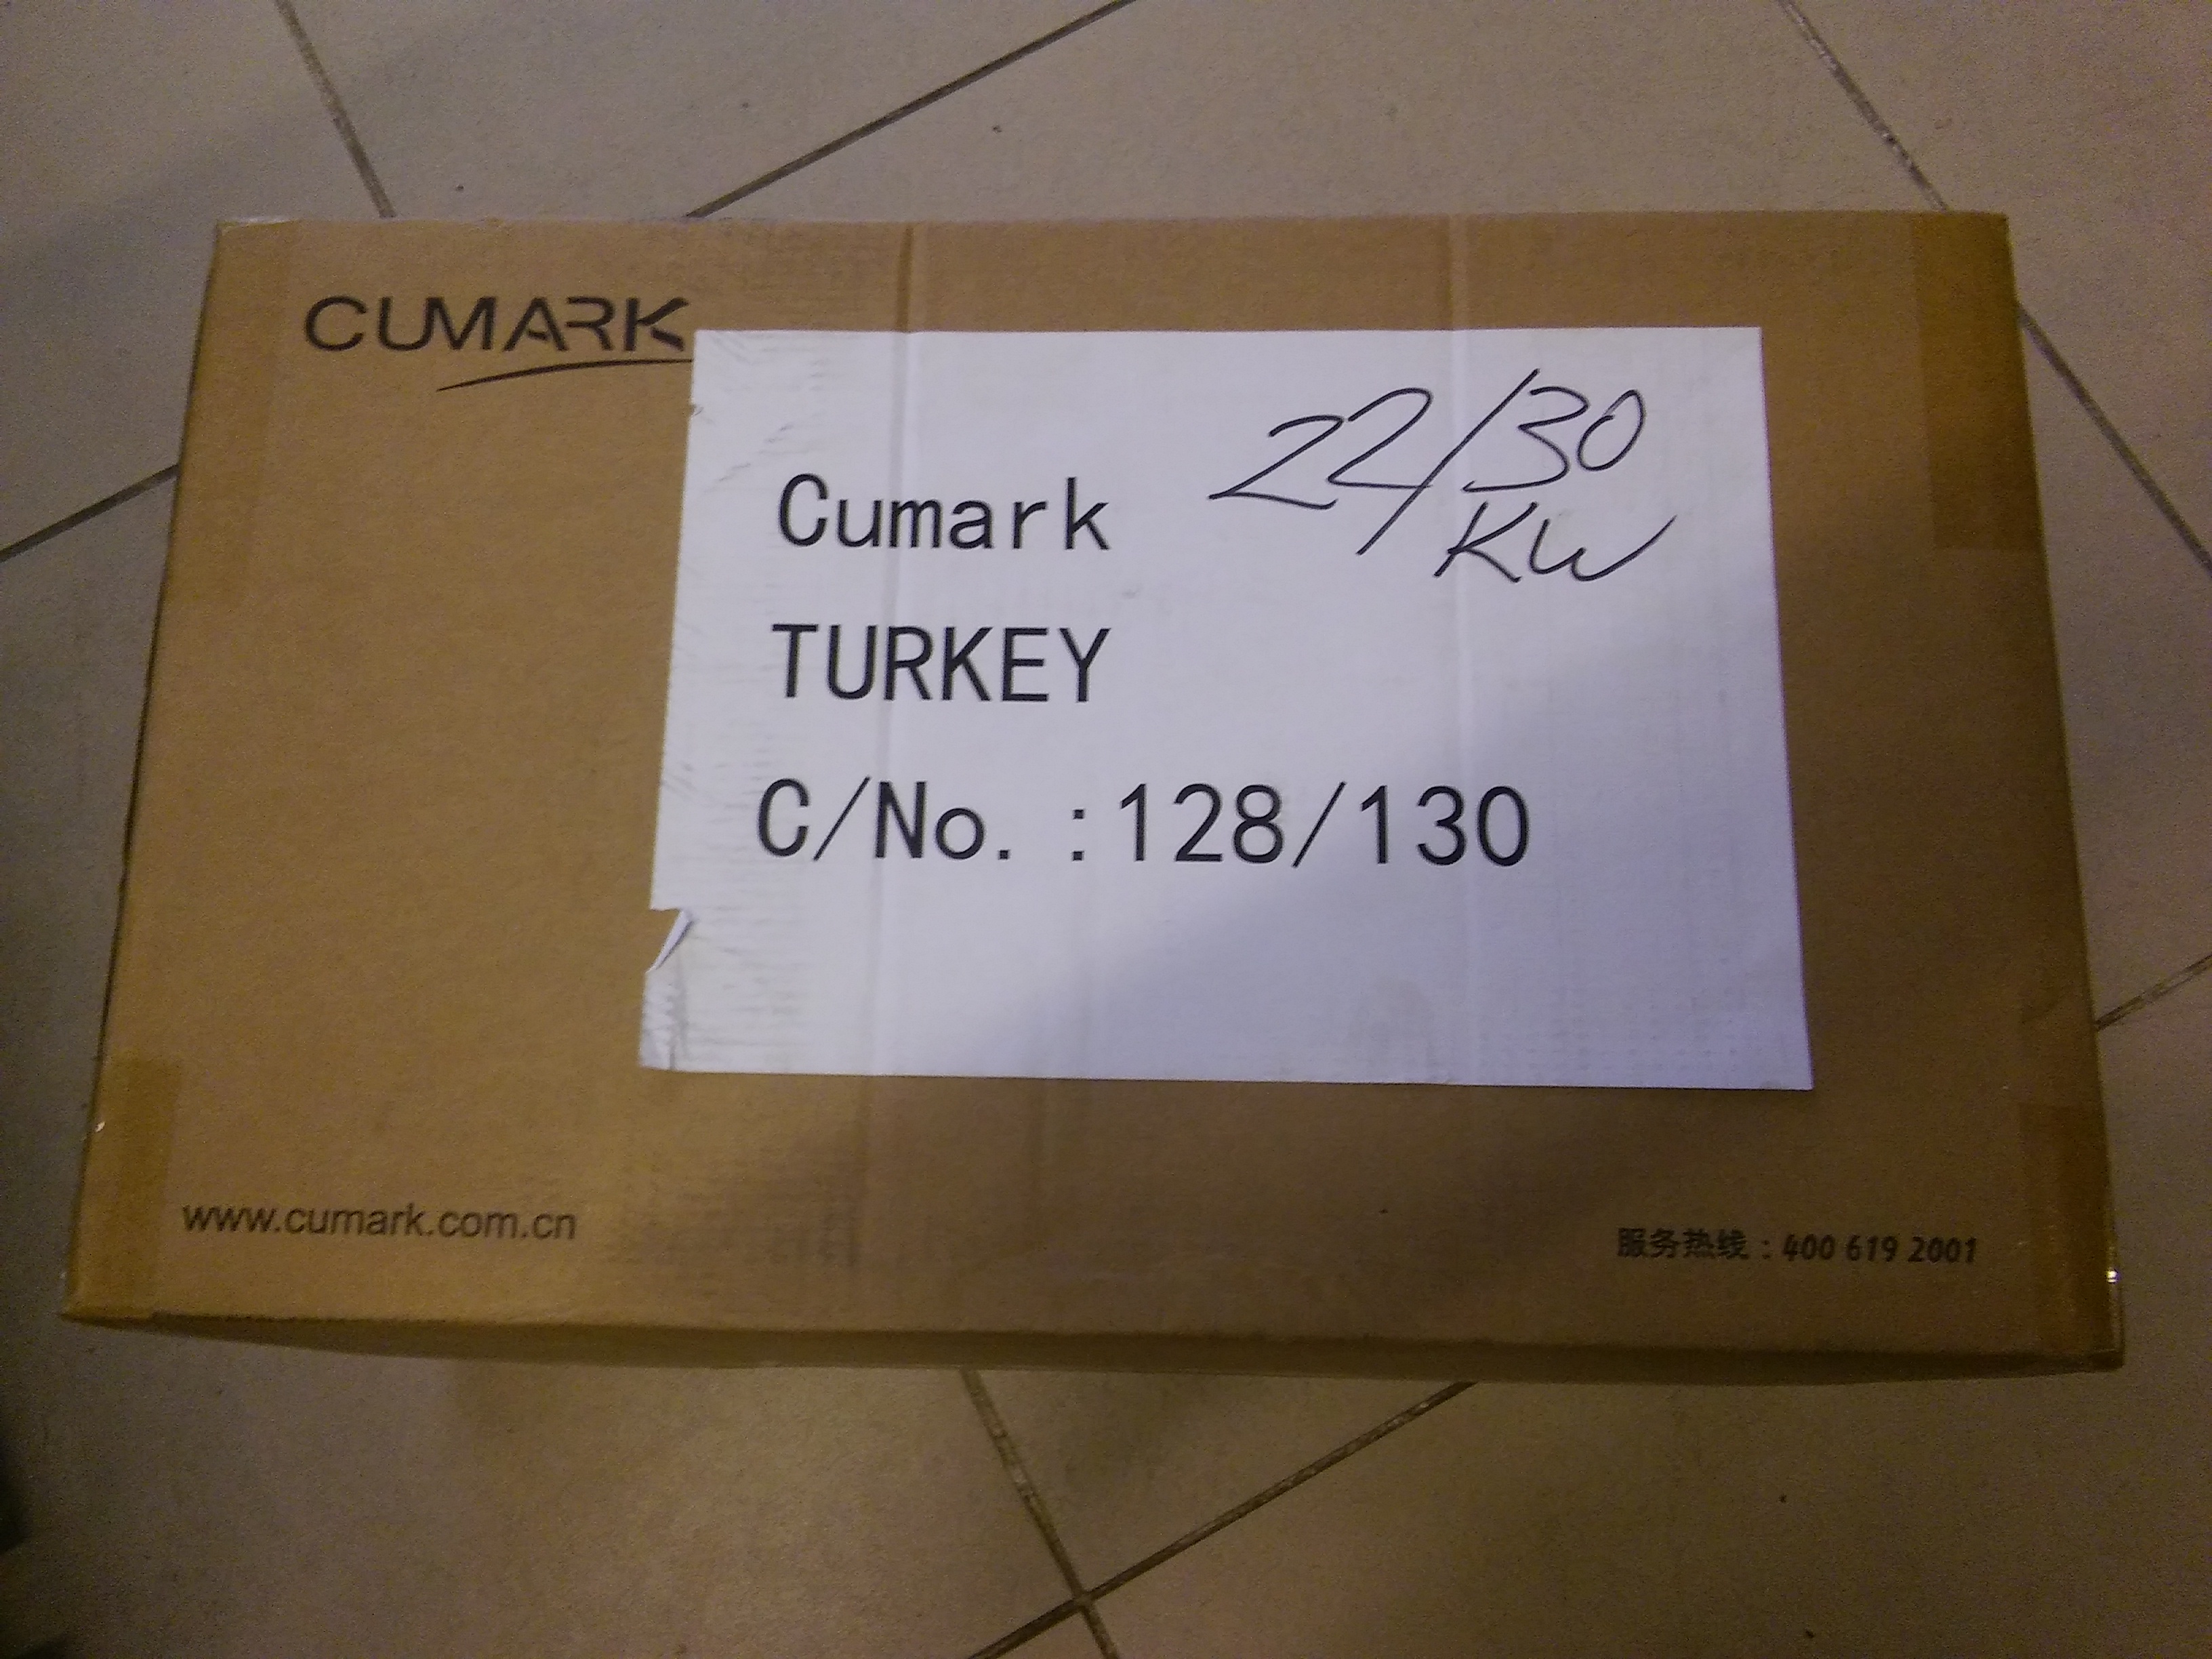 CUMARK
22/30
KW
Cumark
TURKEY
C/No.:128/130
www.cumark.com.cn
服务热线：400 619 2001